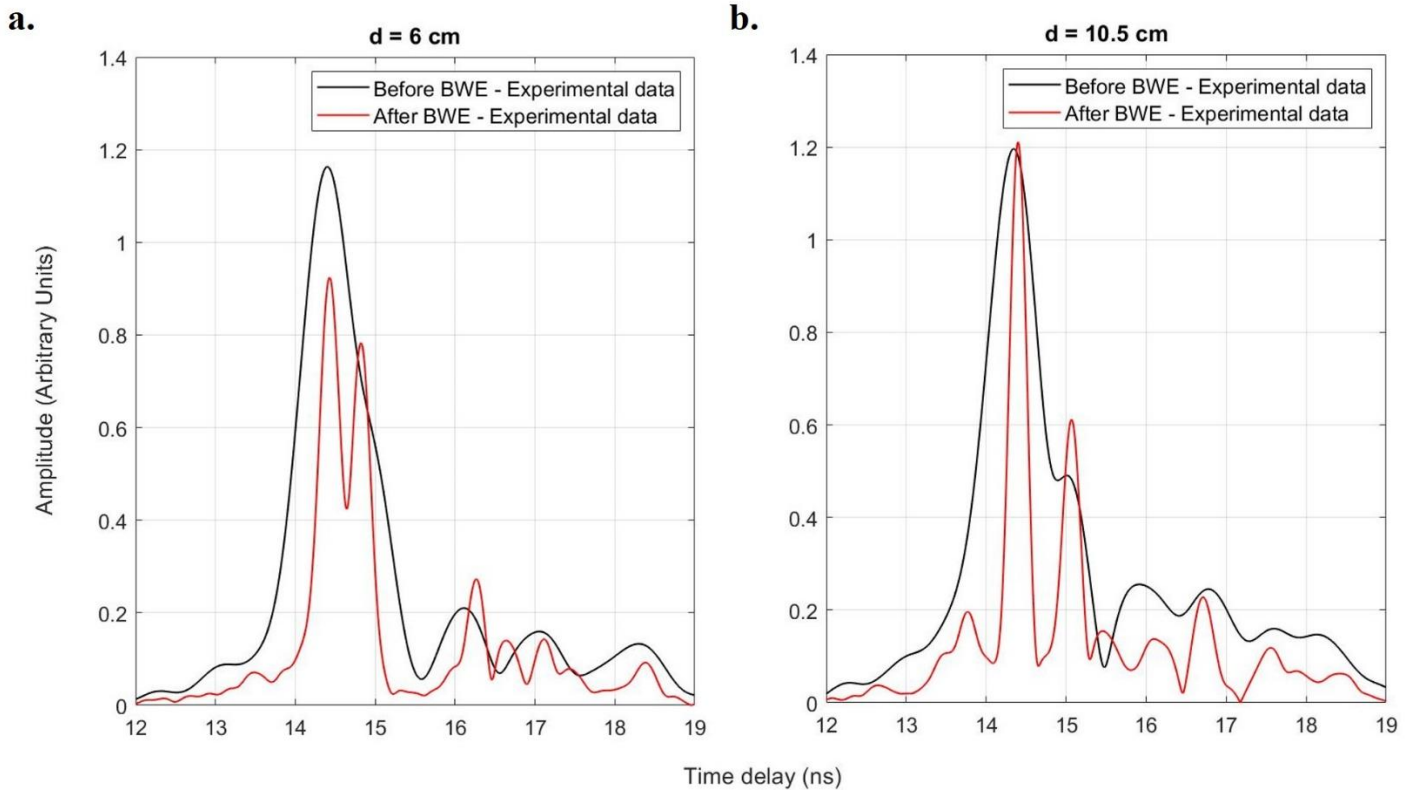 a.
d = 6 cm
Before BWE - Experimental data
After BWE - Experimental data
1.4
1.2
1
0.8
0.6
0.4
0.2
0
12 13 14 15 16 17 18 19
b.
d = 10.5 cm
Before BWE - Experimental data
After BWE - Experimental data
1.4
1.2
1
0.8
0.6
0.4
0.2
0
12 13 14 15 16 17 18 19
Amplitude (Arbitrary Units)
Time delay (ns)